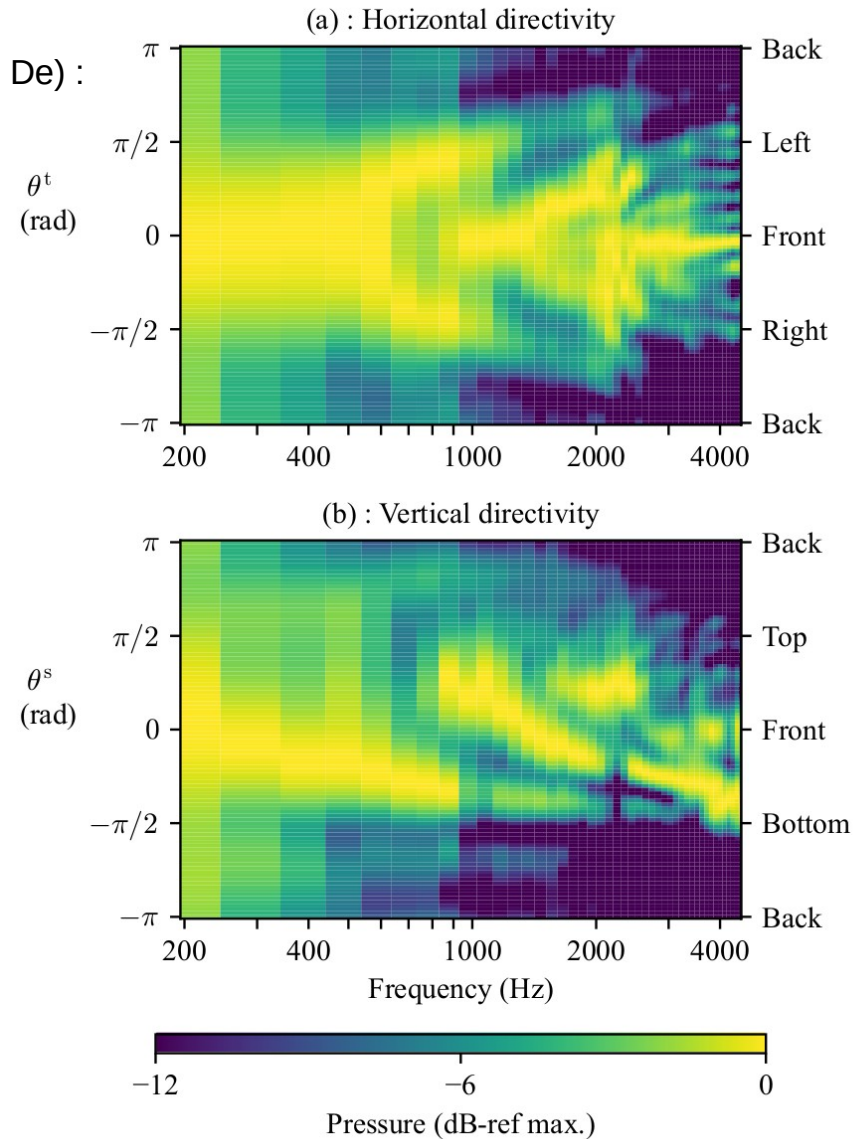 (a) : Horizontal directivity
De) :
π
Back
π/2
Left
θᵗ
(rad)
0
Front
−π/2
Right
−π
Back
200 400 1000 2000 4000
(b) : Vertical directivity
π
Back
π/2
Top
θˢ
(rad)
0
Front
−π/2
Bottom
−π
Back
200 400 1000 2000 4000
Frequency (Hz)
−12 −6 0
Pressure (dB-ref max.)